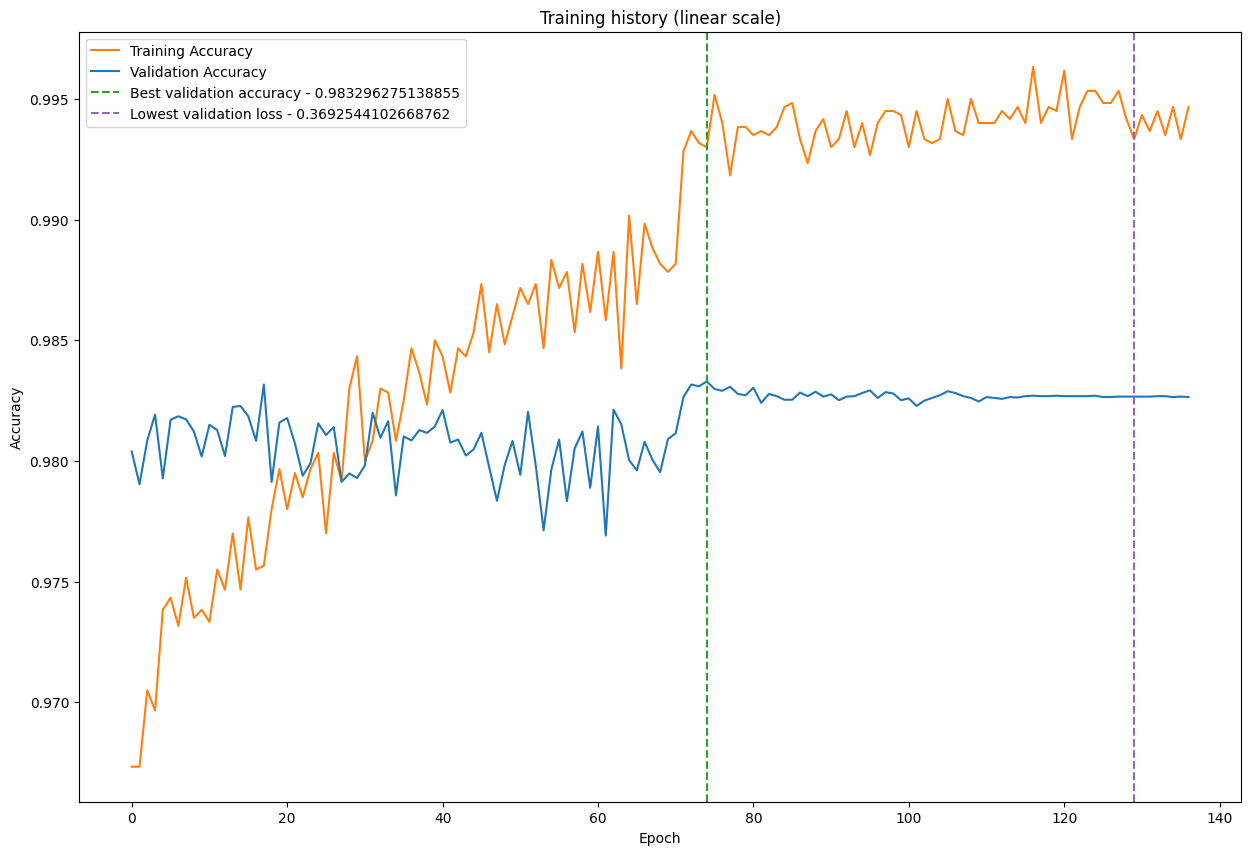 Training history (linear scale)
Training Accuracy
Validation Accuracy
Best validation accuracy - 0.983296275138855
Lowest validation loss - 0.3692544102668762
Accuracy
0.995
0.990
0.985
0.980
0.975
0.970
0 20 40 60 80 100 120 140
Epoch